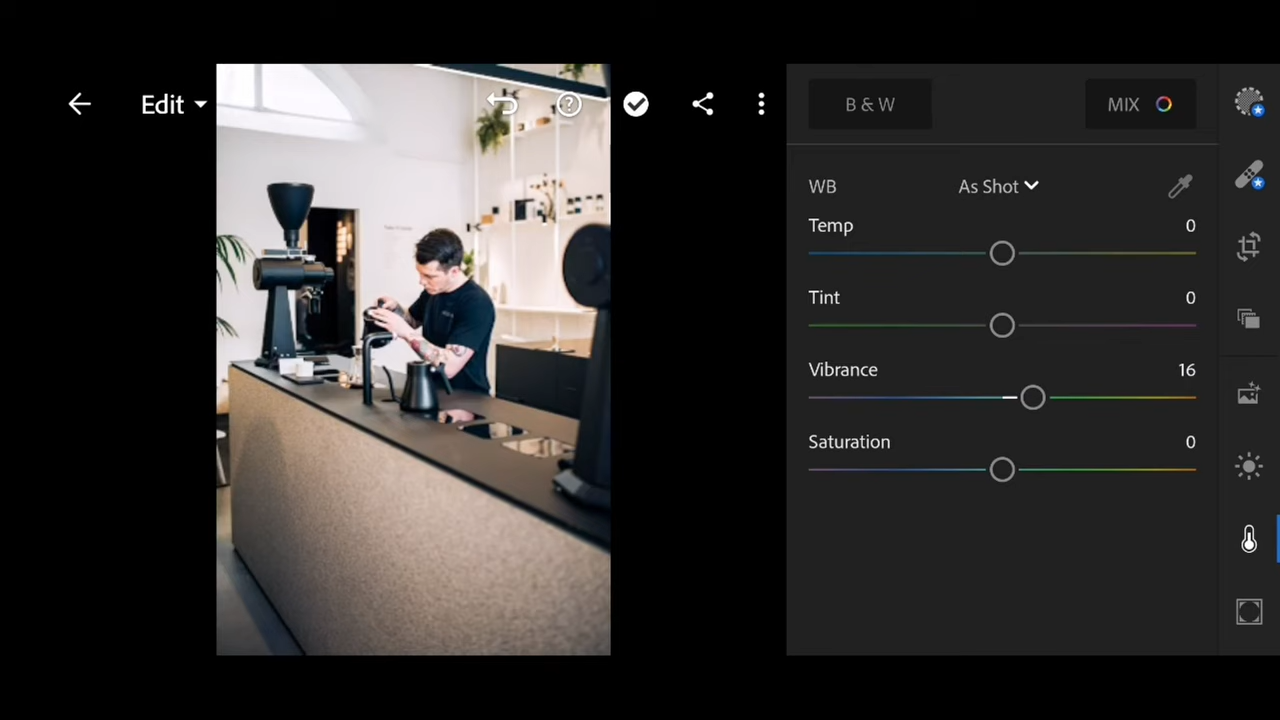 Edit
B & W
MIX
WB
As Shot
Temp
0
Tint
0
Vibrance
16
Saturation
0